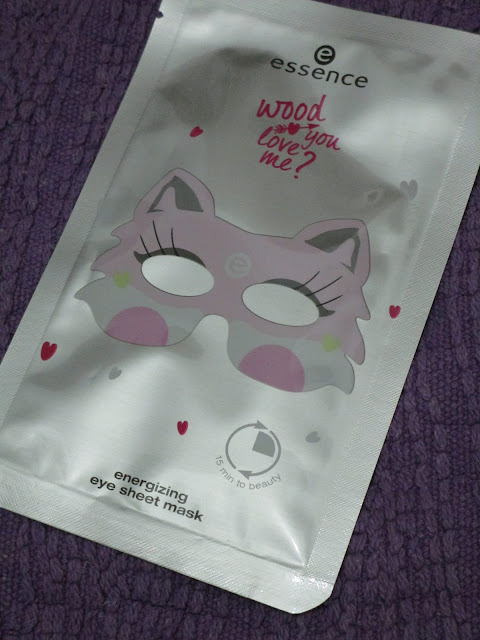 e
essence
wood
you
love
me?
e
15 min to beauty
energizing
eye sheet mask